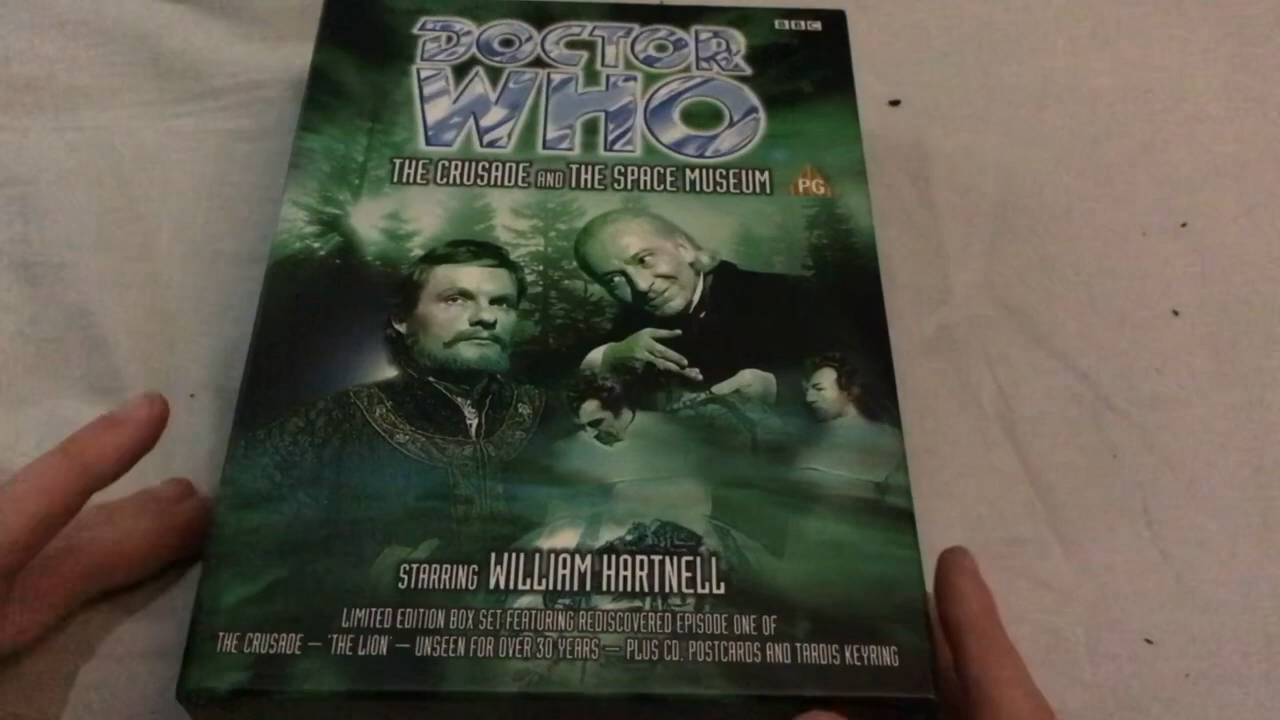 BBC
DOCTOR
WHO
THE CRUSADE AND THE SPACE MUSEUM
PG
STARRING WILLIAM HARTNELL
LIMITED EDITION BOX SET FEATURING REDISCOVERED EPISODE ONE OF
THE CRUSADE – 'THE LION' – UNSEEN FOR OVER 30 YEARS – PLUS CD, POSTCARDS AND TARDIS KEYRING